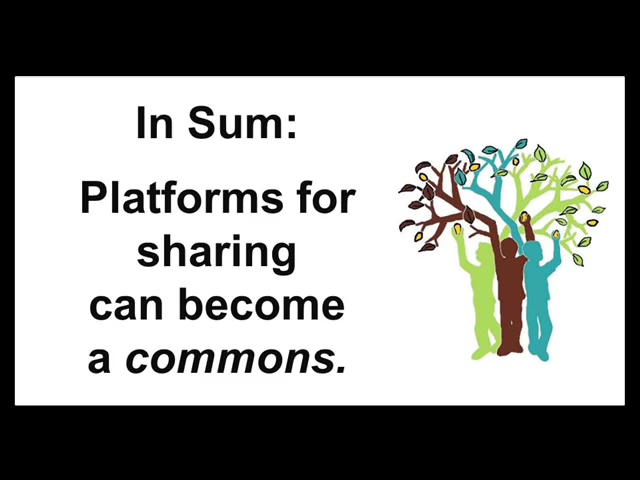 In Sum:
Platforms for
sharing
can become
a commons.